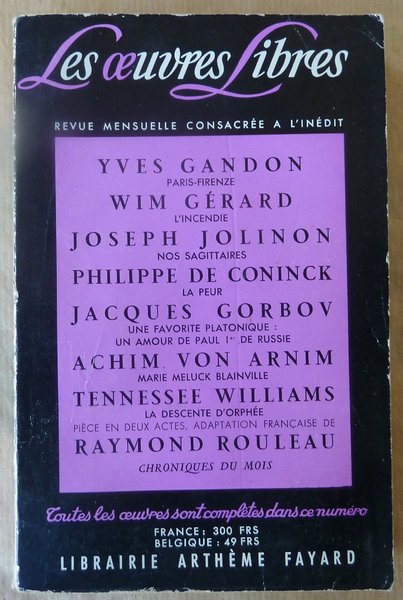 Les œuvres Libres
REVUE MENSUELLE CONSACRÉE A L'INÉDIT
YVES GANDON
PARIS-FIRENZE
WIM GÉRARD
L'INCENDIE
JOSEPH JOLINON
NOS SAGITTAIRES
PHILIPPE DE CONINCK
LA PEUR
JACQUES GORBOV
UNE FAVORITE PLATONIQUE :
UN AMOUR DE PAUL Ier DE RUSSIE
ACHIM VON ARNIM
MARIE MELUCK BLAINVILLE
TENNESSEE WILLIAMS
LA DESCENTE D'ORPHÉE
PIÈCE EN DEUX ACTES, ADAPTATION FRANÇAISE DE
RAYMOND ROULEAU
CHRONIQUES DU MOIS
Toutes les œuvres sont complètes dans ce numéro
FRANCE : 300 FRS
BELGIQUE : 49 FRS
LIBRAIRIE ARTHÈME FAYARD